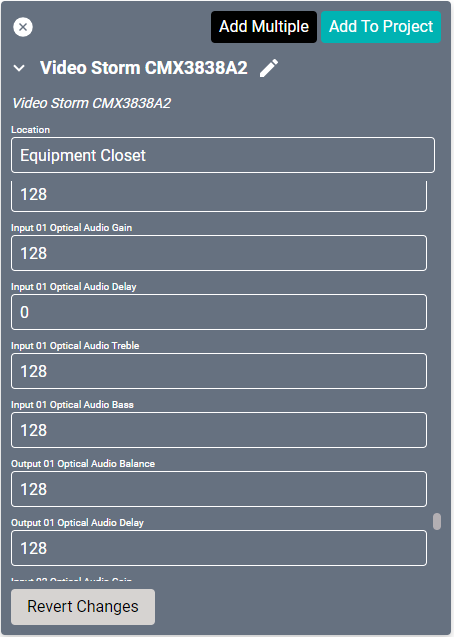 Add Multiple
Add To Project
Video Storm CMX3838A2
Video Storm CMX3838A2
Location
Equipment Closet
128
Input 01 Optical Audio Gain
128
Input 01 Optical Audio Delay
0
Input 01 Optical Audio Treble
128
Input 01 Optical Audio Bass
128
Output 01 Optical Audio Balance
128
Output 01 Optical Audio Delay
128
Revert Changes